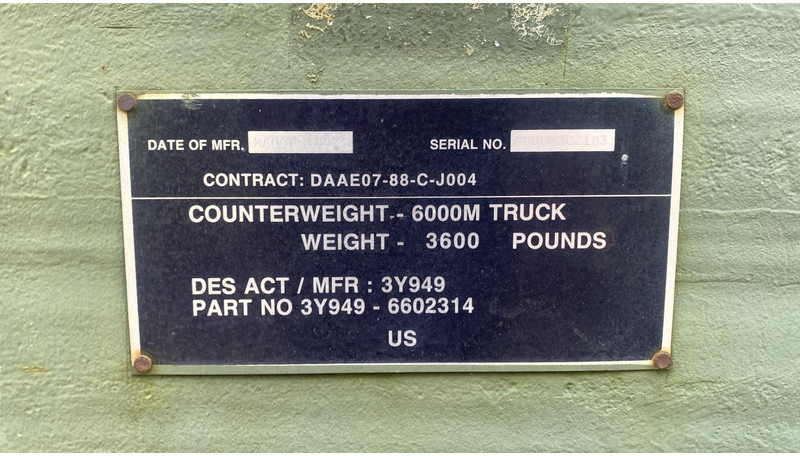 DATE OF MFR. SERIAL NO.
CONTRACT: DAAE07-88-C-J004
COUNTERWEIGHT - 6000M TRUCK
WEIGHT - 3600 POUNDS
DES ACT / MFR : 3Y949
PART NO 3Y949 - 6602314
US